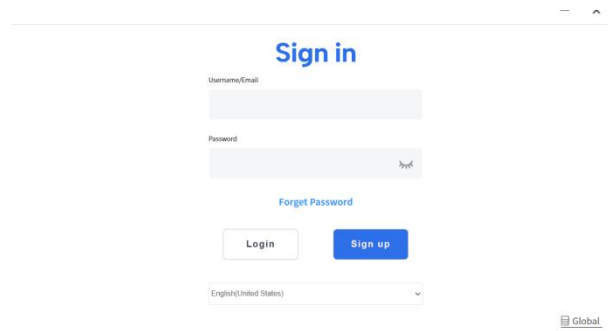 Sign in
Username/Email
Password
Forget Password
Login
Sign up
English(United States)
Global